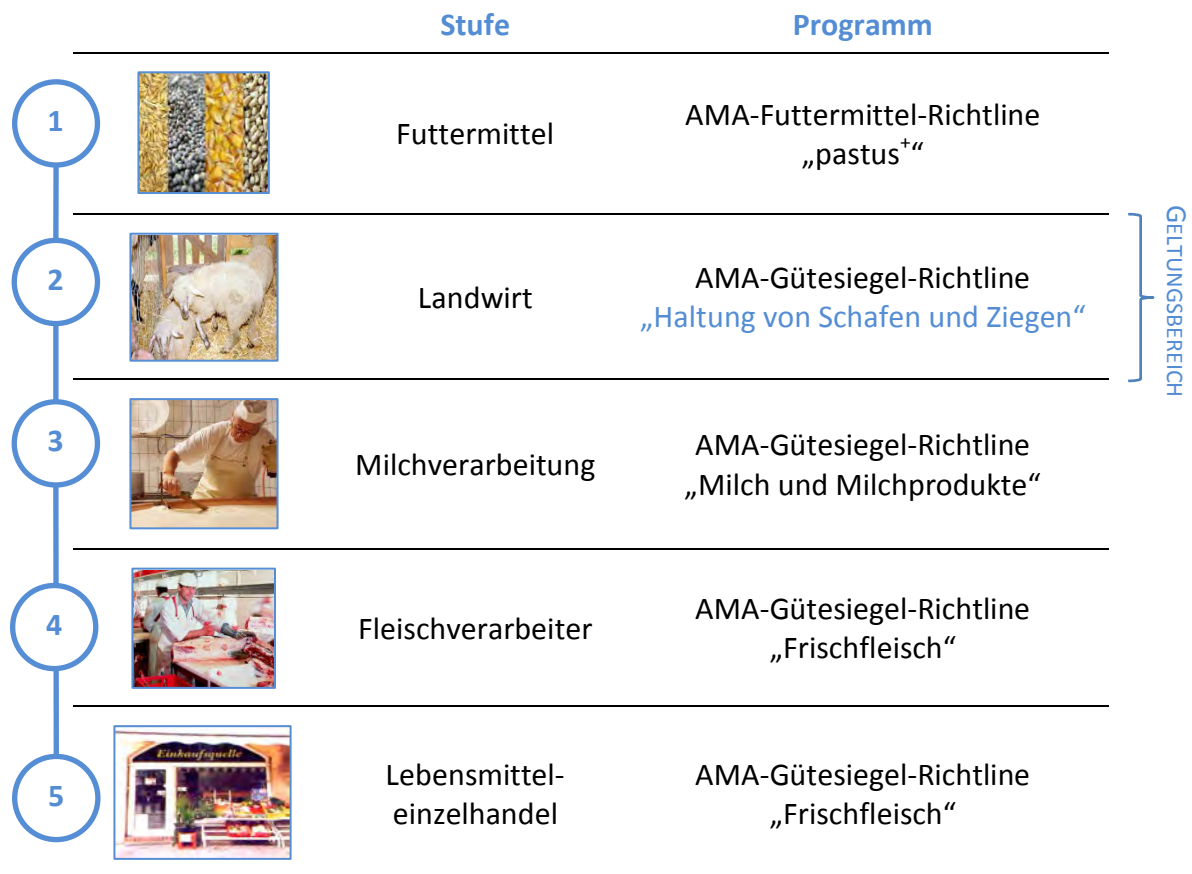 Stufe
Programm
1
Futtermittel
AMA-Futtermittel-Richtline
„pastus⁺“
2
Landwirt
AMA-Gütesiegel-Richtline
„Haltung von Schafen und Ziegen“
GELTUNGSBEREICH
3
Milchverarbeitung
AMA-Gütesiegel-Richtline
„Milch und Milchprodukte“
4
Fleischverarbeiter
AMA-Gütesiegel-Richtline
„Frischfleisch“
5
Einkaufsquelle
Lebensmittel-
einzelhandel
AMA-Gütesiegel-Richtline
„Frischfleisch“